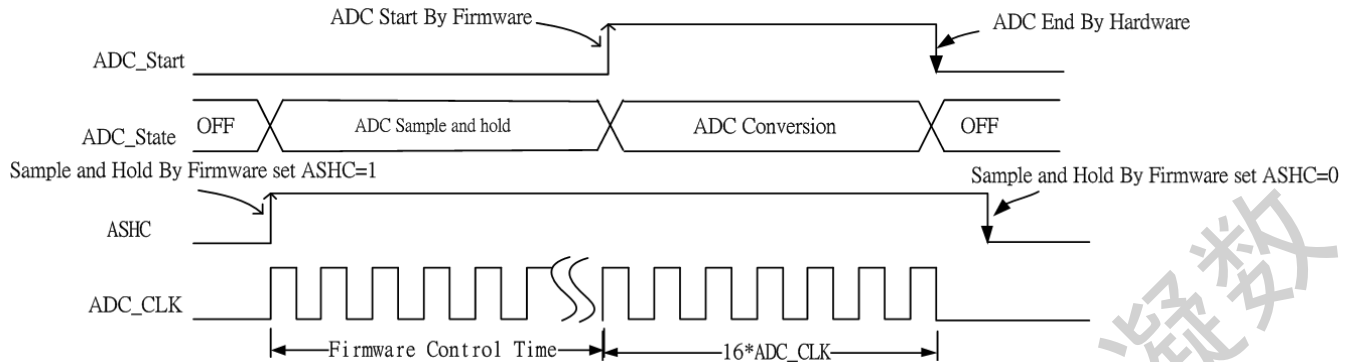 ADC Start By Firmware
ADC End By Hardware
ADC_Start
OFF
ADC Sample and hold
ADC Conversion
OFF
ADC_State
Sample and Hold By Firmware set ASHC=1
Sample and Hold By Firmware set ASHC=0
ASHC
ADC_CLK
Firmware Control Time
16*ADC_CLK
凝数